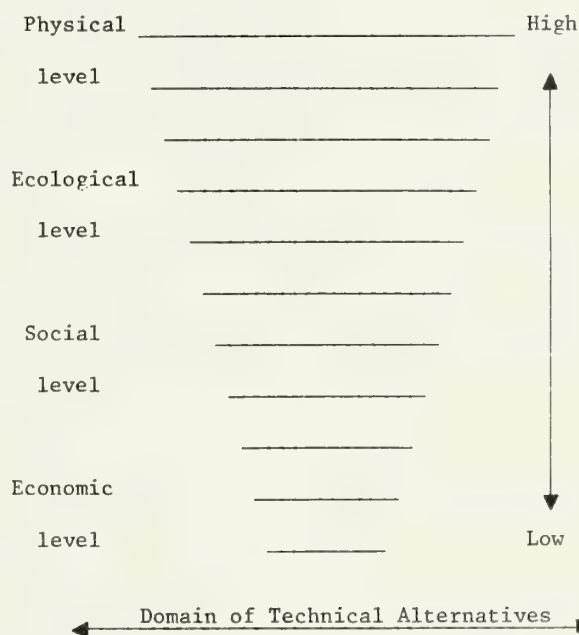 Physical High
level
Ecological
level
Social
level
Economic
level Low
Domain of Technical Alternatives